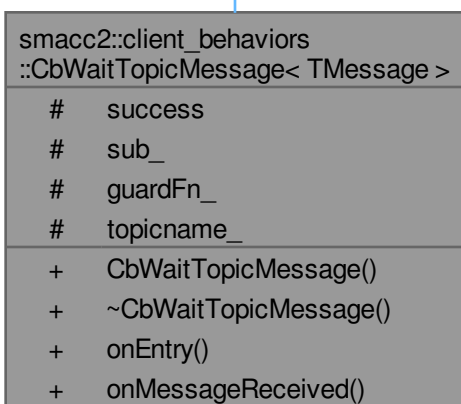 smacc2::client_behaviors
::CbWaitTopicMessage< TMessage >
# success
# sub_
# guardFn_
# topicname_
+ CbWaitTopicMessage()
+ ~CbWaitTopicMessage()
+ onEntry()
+ onMessageReceived()